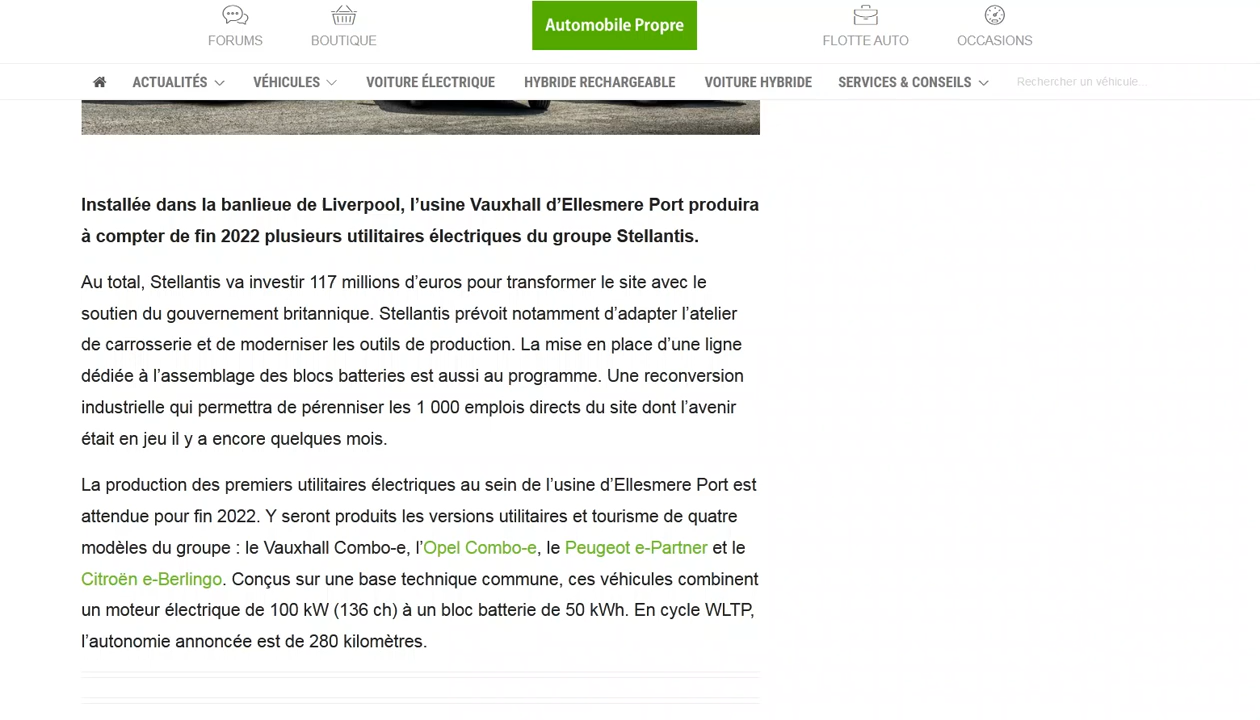 FORUMS
BOUTIQUE
Automobile Propre
FLOTTE AUTO
OCCASIONS
ACTUALITÉS
VÉHICULES
VOITURE ÉLECTRIQUE
HYBRIDE RECHARGEABLE
VOITURE HYBRIDE
SERVICES & CONSEILS
Rechercher un véhicule...
Installée dans la banlieue de Liverpool, l’usine Vauxhall d’Ellesmere Port produira
à compter de fin 2022 plusieurs utilitaires électriques du groupe Stellantis.
Au total, Stellantis va investir 117 millions d’euros pour transformer le site avec le
soutien du gouvernement britannique. Stellantis prévoit notamment d’adapter l’atelier
de carrosserie et de moderniser les outils de production. La mise en place d’une ligne
dédiée à l’assemblage des blocs batteries est aussi au programme. Une reconversion
industrielle qui permettra de pérenniser les 1 000 emplois directs du site dont l’avenir
était en jeu il y a encore quelques mois.
La production des premiers utilitaires électriques au sein de l’usine d’Ellesmere Port est
attendue pour fin 2022. Y seront produits les versions utilitaires et tourisme de quatre
modèles du groupe : le Vauxhall Combo-e, l’Opel Combo-e, le Peugeot e-Partner et le
Citroën e-Berlingo. Conçus sur une base technique commune, ces véhicules combinent
un moteur électrique de 100 kW (136 ch) à un bloc batterie de 50 kWh. En cycle WLTP,
l’autonomie annoncée est de 280 kilomètres.